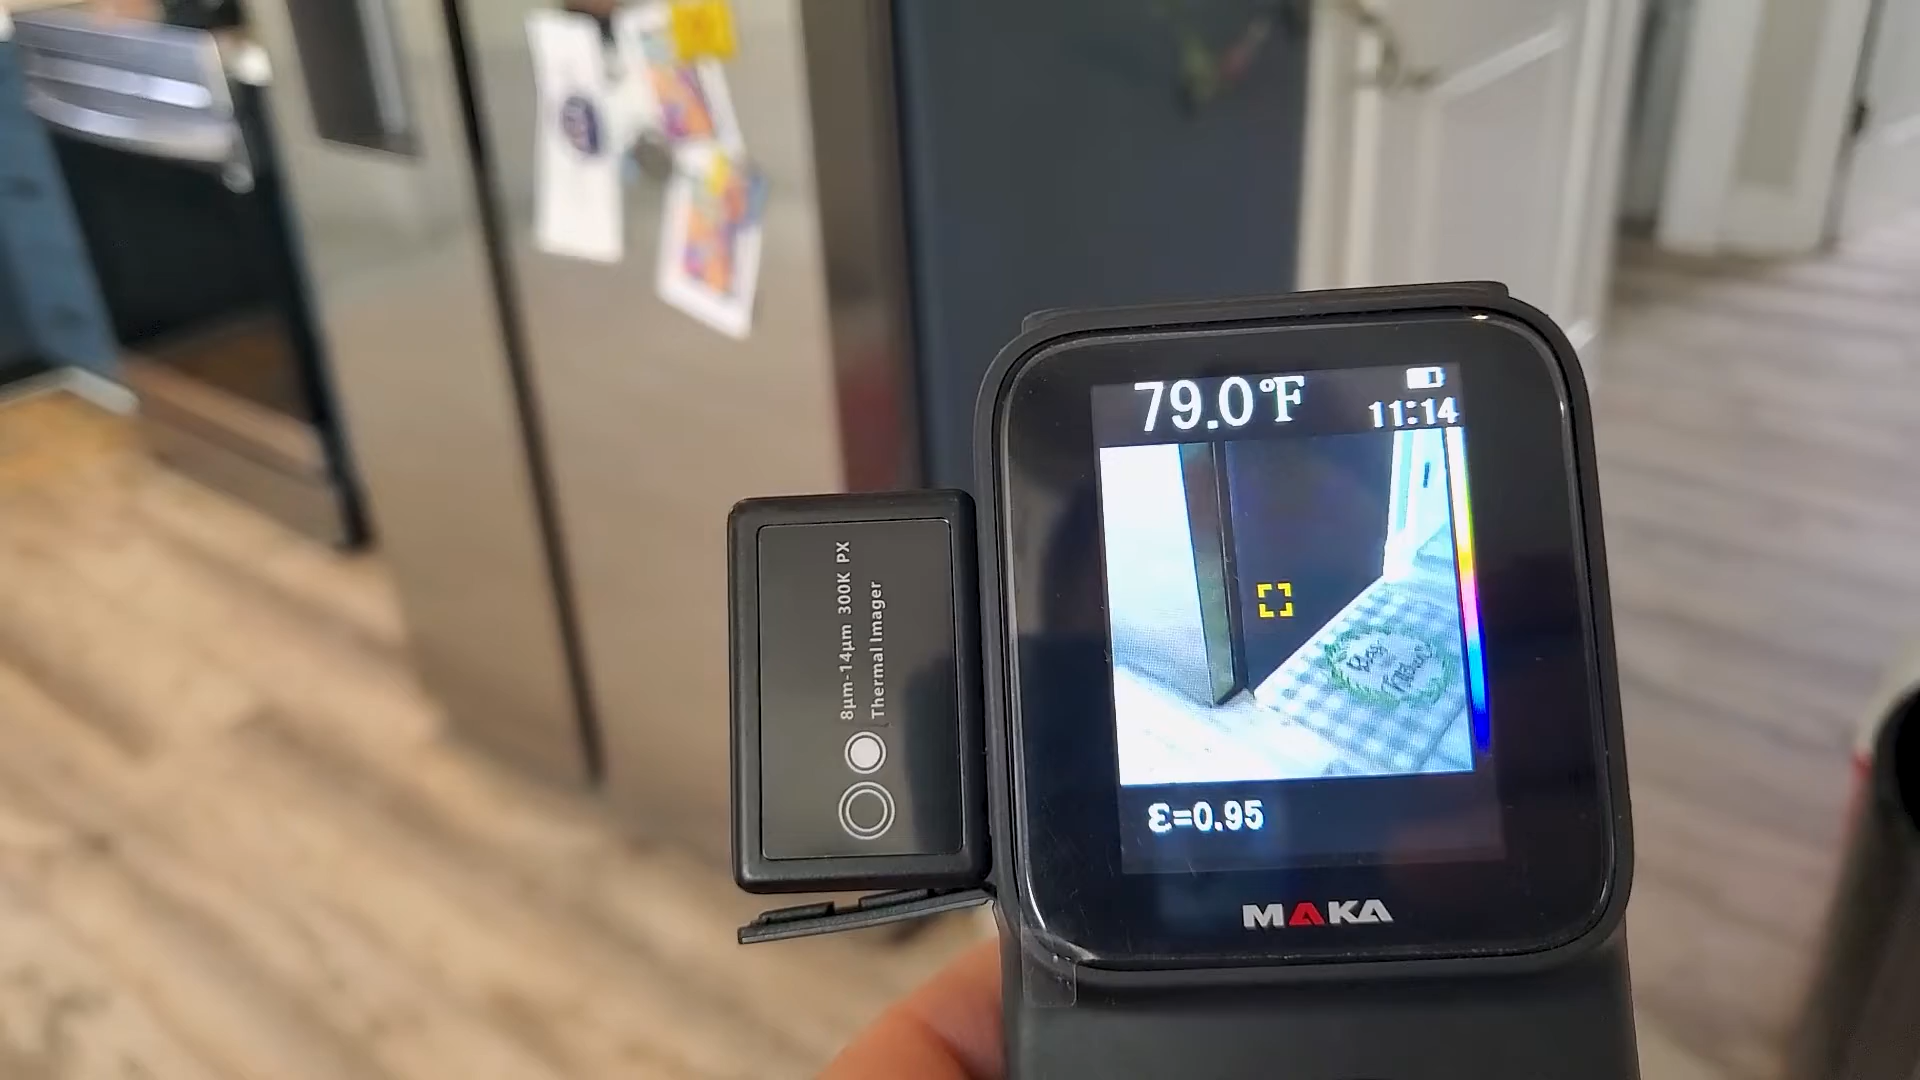 79.0°F
11:14
8μm-14μm 300K PX
Thermal Imager
ε=0.95
MAKA